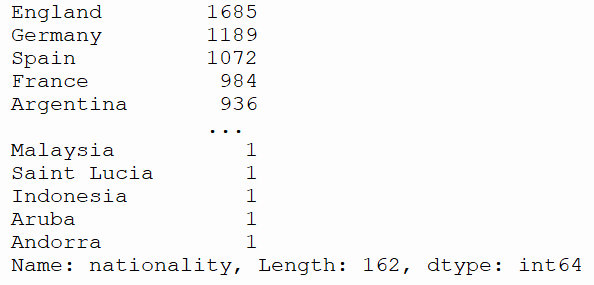 England 1685
Germany 1189
Spain 1072
France 984
Argentina 936
...
Malaysia 1
Saint Lucia 1
Indonesia 1
Aruba 1
Andorra 1
Name: nationality, Length: 162, dtype: int64